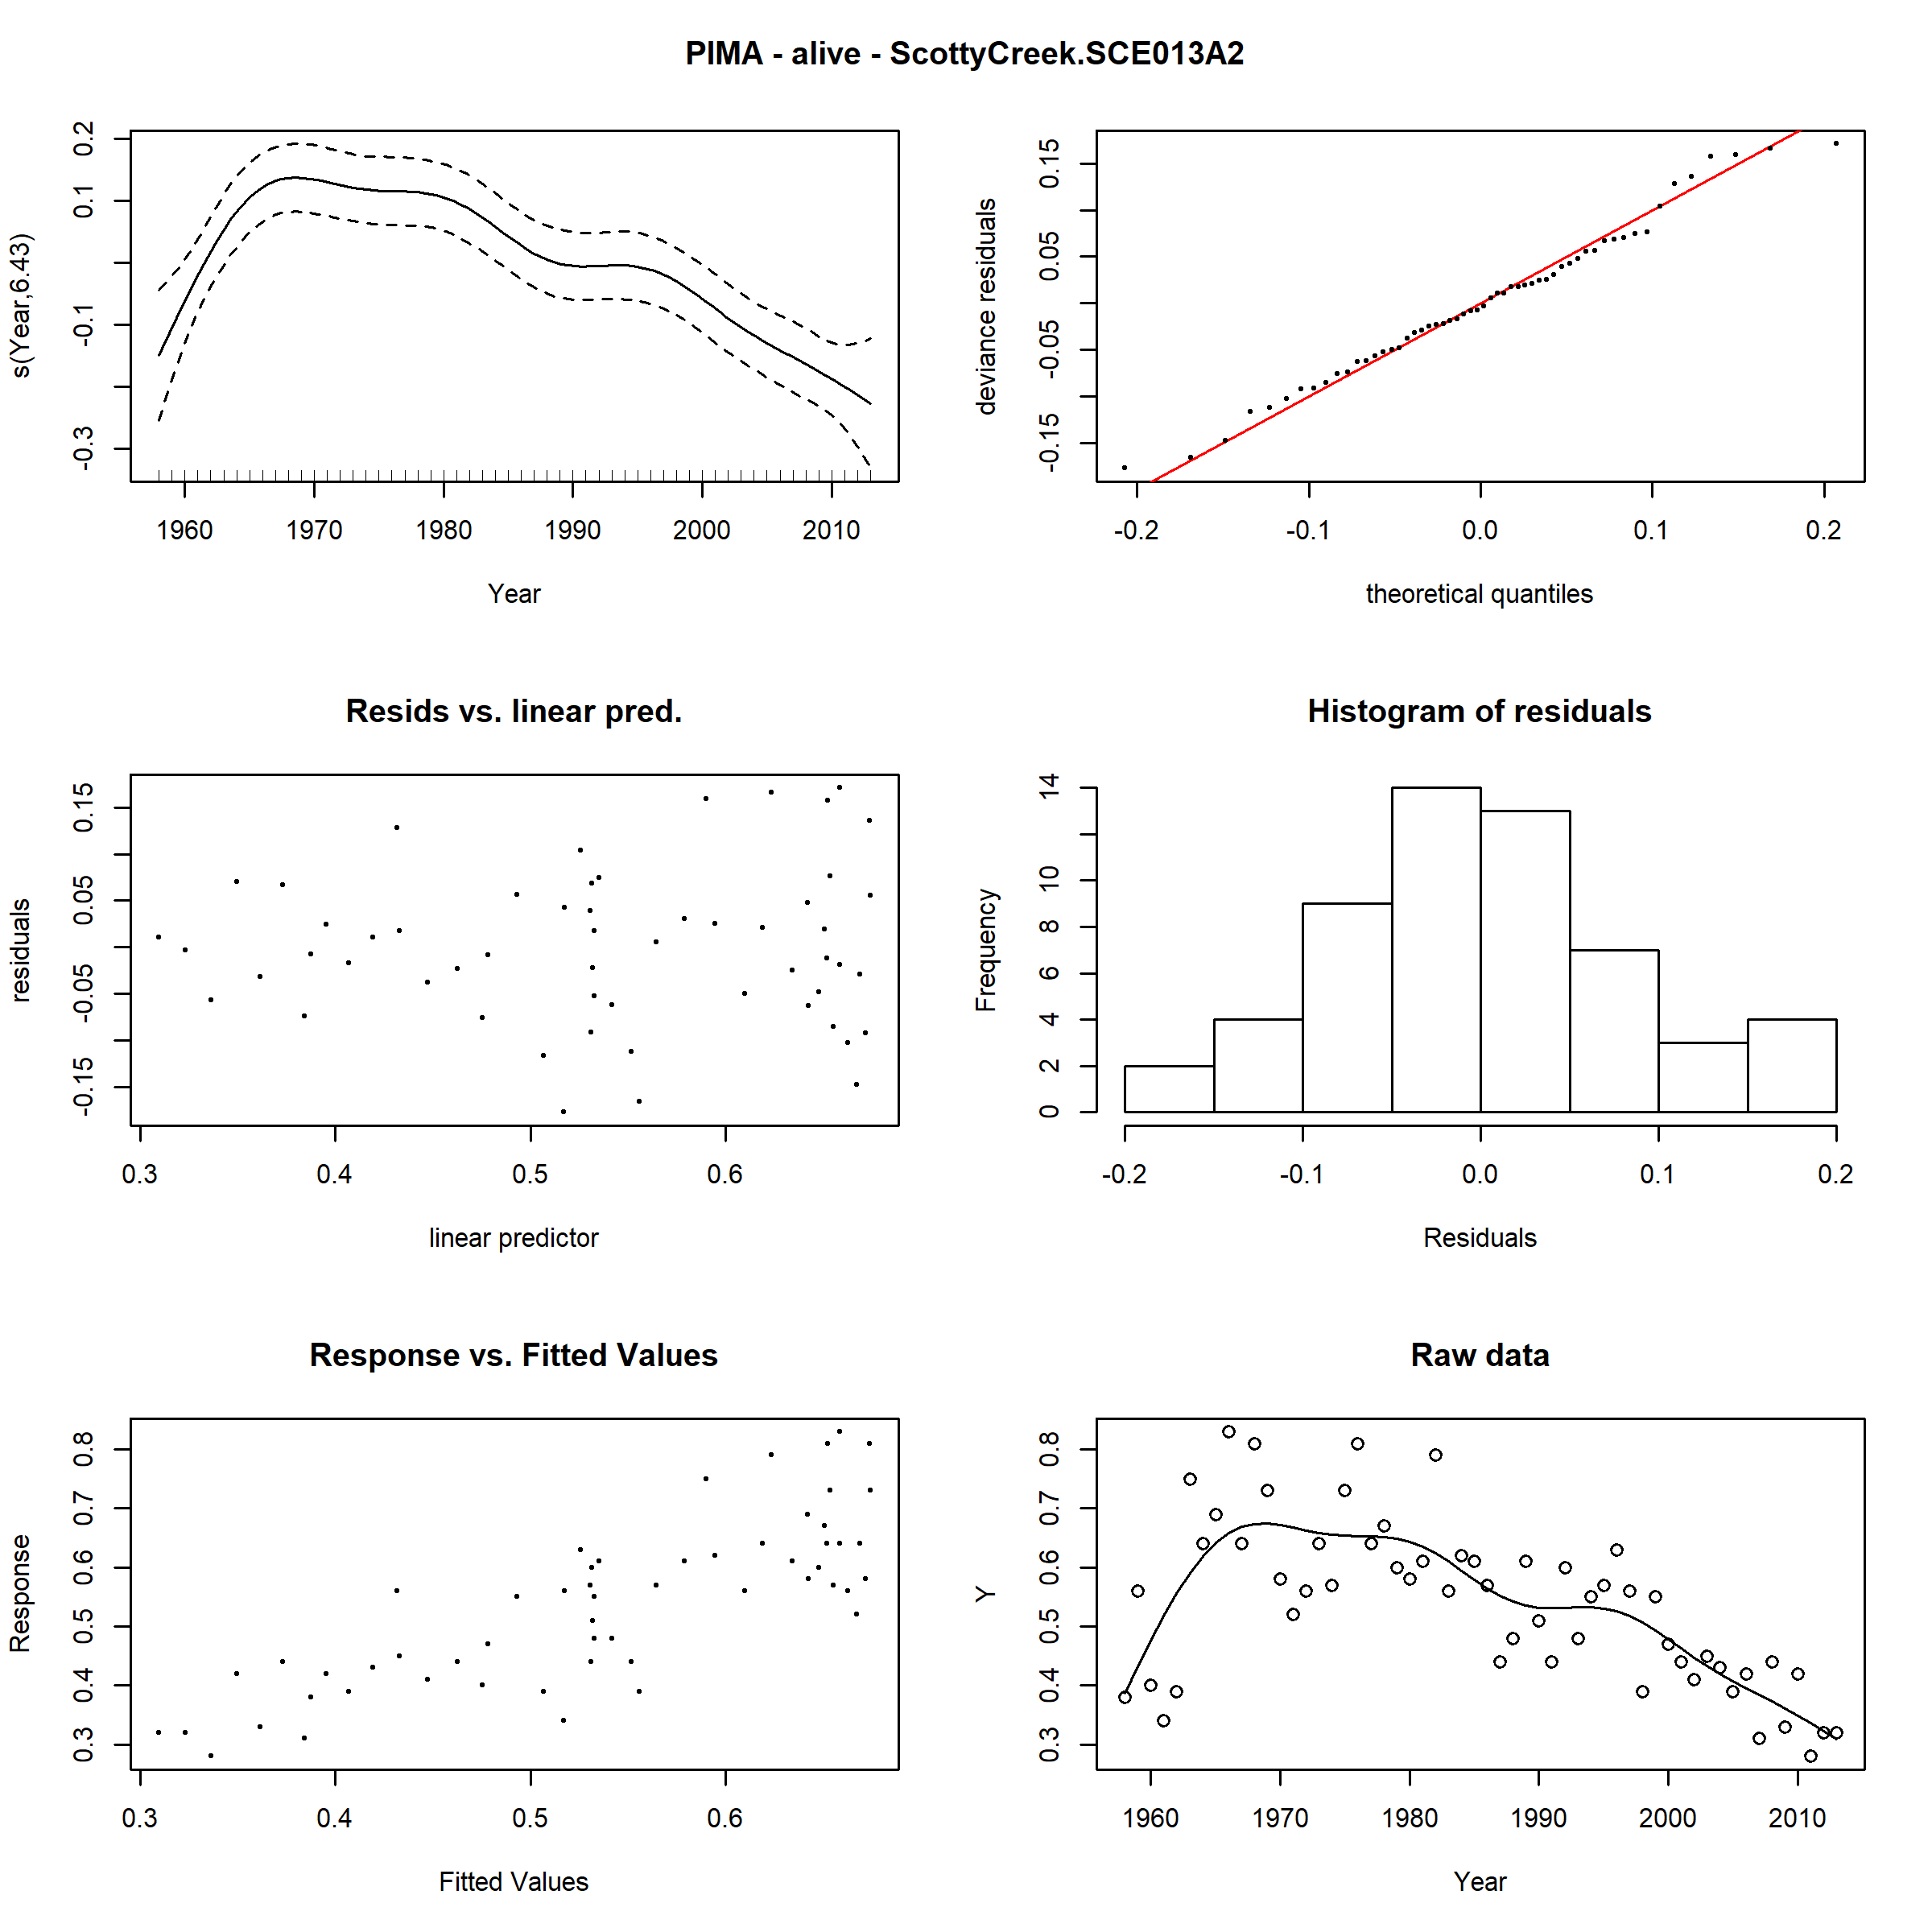 PIMA - alive - ScottyCreek.SCE013A2
s(Year,6.43)
-0.3 -0.1 0.1 0.2
1960 1970 1980 1990 2000 2010
Year
deviance residuals
-0.15 -0.05 0.05 0.15
-0.2 -0.1 0.0 0.1 0.2
theoretical quantiles
Resids vs. linear pred.
residuals
-0.15 -0.05 0.05 0.15
0.3 0.4 0.5 0.6
linear predictor
Histogram of residuals
Frequency
0 2 4 6 8 10 14
-0.2 -0.1 0.0 0.1 0.2
Residuals
Response vs. Fitted Values
Response
0.3 0.4 0.5 0.6 0.7 0.8
0.3 0.4 0.5 0.6
Fitted Values
Raw data
Y
0.3 0.4 0.5 0.6 0.7 0.8
1960 1970 1980 1990 2000 2010
Year